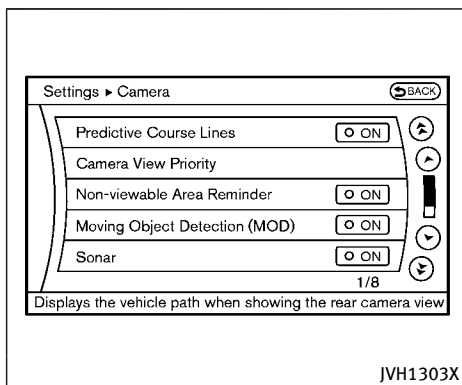 Settings ▸ Camera BACK
Predictive Course Lines ON
Camera View Priority
Non-viewable Area Reminder ON
Moving Object Detection (MOD) ON
Sonar ON
1/8
Displays the vehicle path when showing the rear camera view
JVH1303X